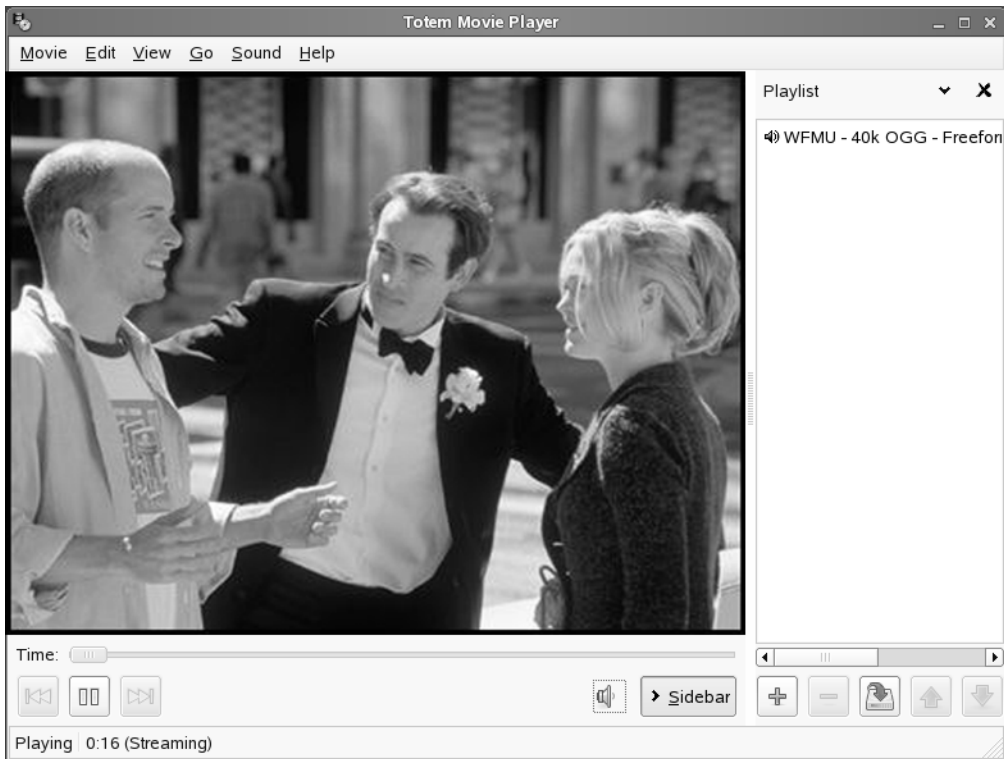 Totem Movie Player
Movie Edit View Go Sound Help
Playlist
WFMU - 40k OGG - Freefor
Time:
Sidebar
Playing 0:16 (Streaming)